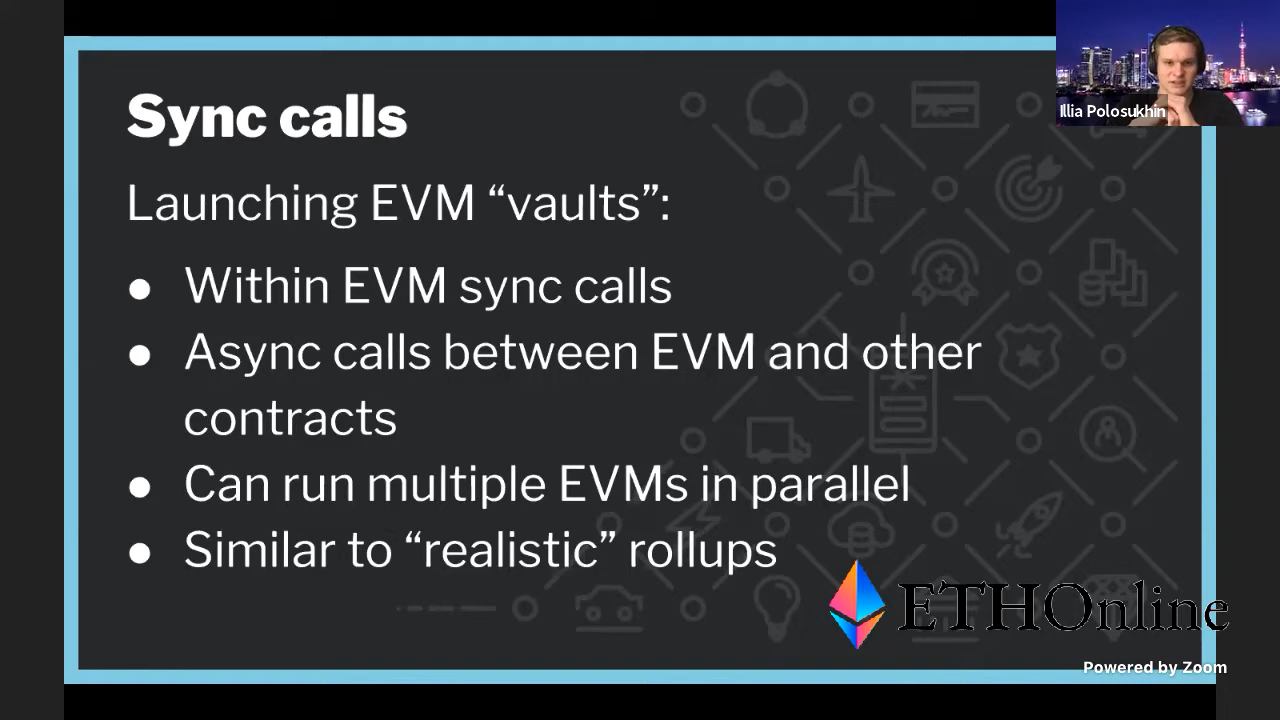 Sync calls
Illia Polosukhin
Launching EVM “vaults”:
● Within EVM sync calls
● Async calls between EVM and other
contracts
● Can run multiple EVMs in parallel
● Similar to “realistic” rollups
ETHOnline
Powered by Zoom